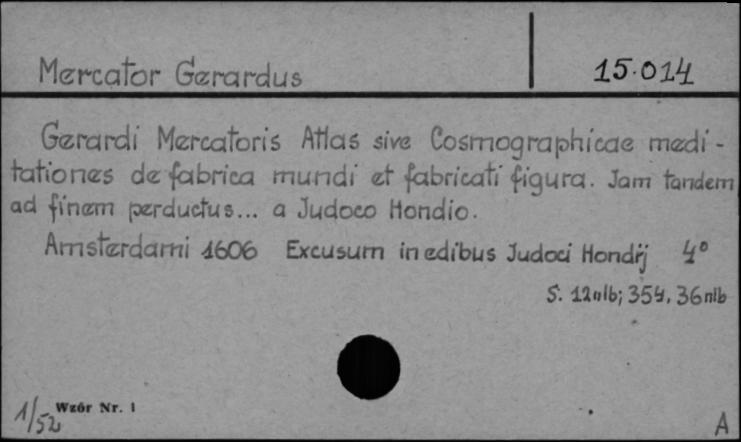 Mercator Gerardus 15.014
Gerardi Mercatoris Atlas sive Cosmographicae medi-
tationes de fabrica mundi et fabricati figura. Jam tandem
ad finem perductus... a Judoco Hondio.
Amsterdami 1606 Excusum in edibus Judoci Hondij 4°
S. 12nlb; 354, 36nlb
1/52 Wzór Nr. 1
A